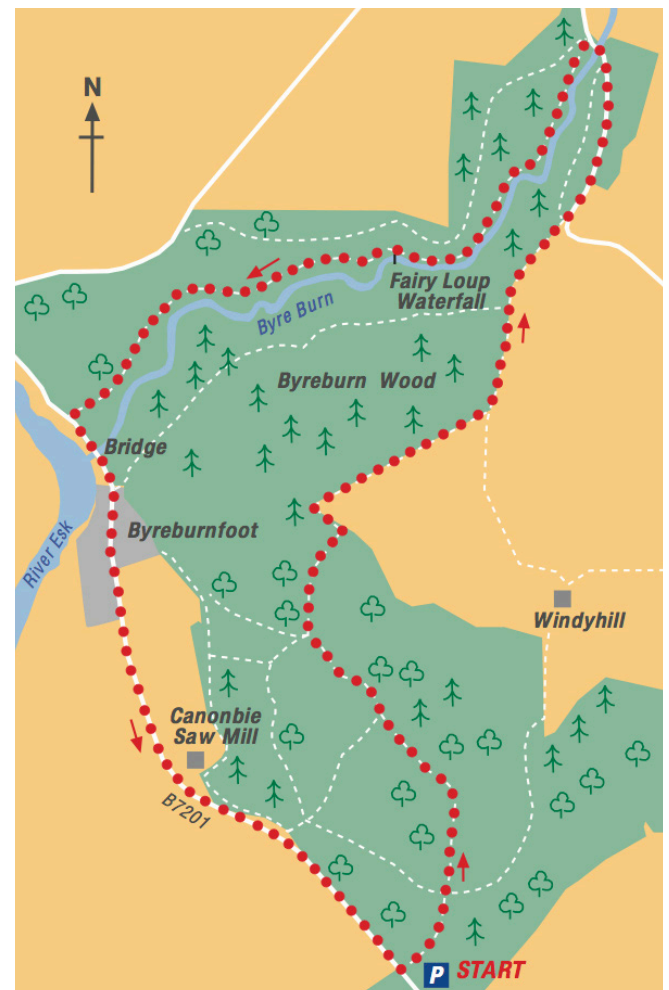 N
Fairy Loup
Waterfall
Byre Burn
Byreburn Wood
Bridge
River Esk
Byreburnfoot
Windyhill
Canonbie
Saw Mill
B7201
P START